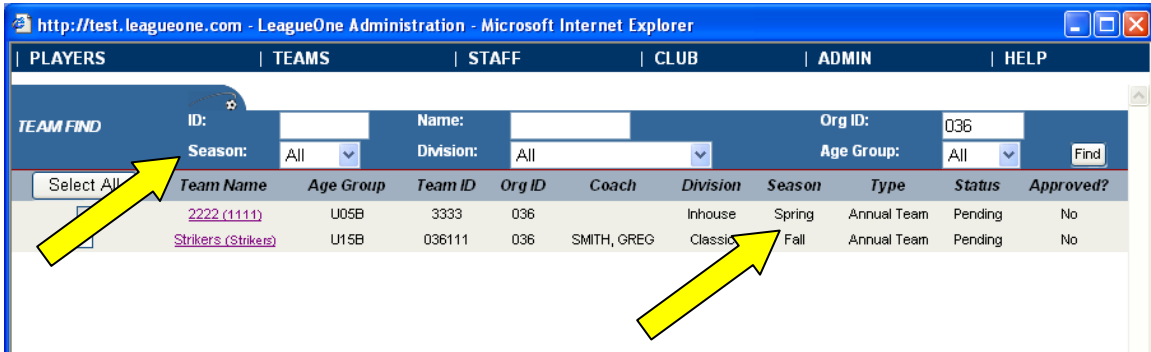 http://test.leagueone.com - LeagueOne Administration - Microsoft Internet Explorer
| PLAYERS | TEAMS | STAFF | CLUB | ADMIN | HELP
TEAM FIND ID: Name: Org ID: 036
Season: All Division: All Age Group: All Find
Select All Team Name Age Group Team ID Org ID Coach Division Season Type Status Approved?
2222 (1111) U05B 3333 036 Inhouse Spring Annual Team Pending No
Strikers (Strikers) U15B 036111 036 SMITH, GREG Classic Fall Annual Team Pending No